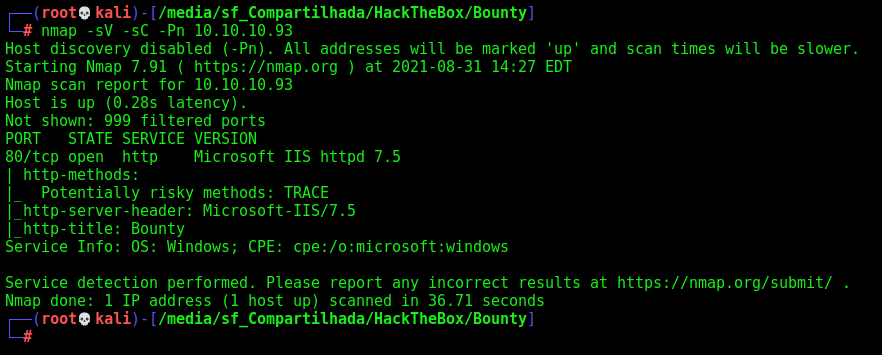 ┌──(root💀kali)-[/media/sf_Compartilhada/HackTheBox/Bounty]
└─# nmap -sV -sC -Pn 10.10.10.93
Host discovery disabled (-Pn). All addresses will be marked 'up' and scan times will be slower.
Starting Nmap 7.91 ( https://nmap.org ) at 2021-08-31 14:27 EDT
Nmap scan report for 10.10.10.93
Host is up (0.28s latency).
Not shown: 999 filtered ports
PORT   STATE SERVICE VERSION
80/tcp open  http    Microsoft IIS httpd 7.5
| http-methods:
|_  Potentially risky methods: TRACE
|_http-server-header: Microsoft-IIS/7.5
|_http-title: Bounty
Service Info: OS: Windows; CPE: cpe:/o:microsoft:windows

Service detection performed. Please report any incorrect results at https://nmap.org/submit/ .
Nmap done: 1 IP address (1 host up) scanned in 36.71 seconds
┌──(root💀kali)-[/media/sf_Compartilhada/HackTheBox/Bounty]
└─#